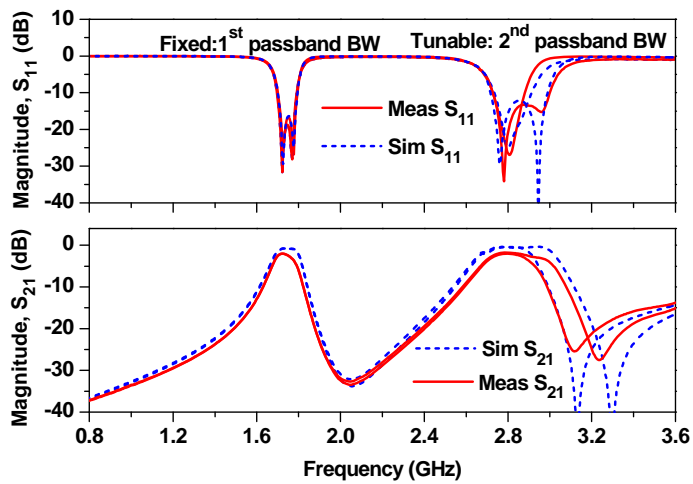 Magnitude, S11 (dB)
10
0
-10
-20
-30
-40
Fixed:1st passband BW
Tunable: 2nd passband BW
Meas S11
Sim S11
Magnitude, S21 (dB)
0
-10
-20
-30
-40
Sim S21
Meas S21
0.8 1.2 1.6 2.0 2.4 2.8 3.2 3.6
Frequency (GHz)